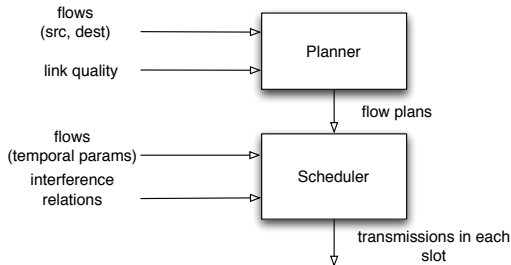 flows
(src, dest)
link quality
Planner
flow plans
flows
(temporal params)
interference
relations
Scheduler
transmissions in each
slot